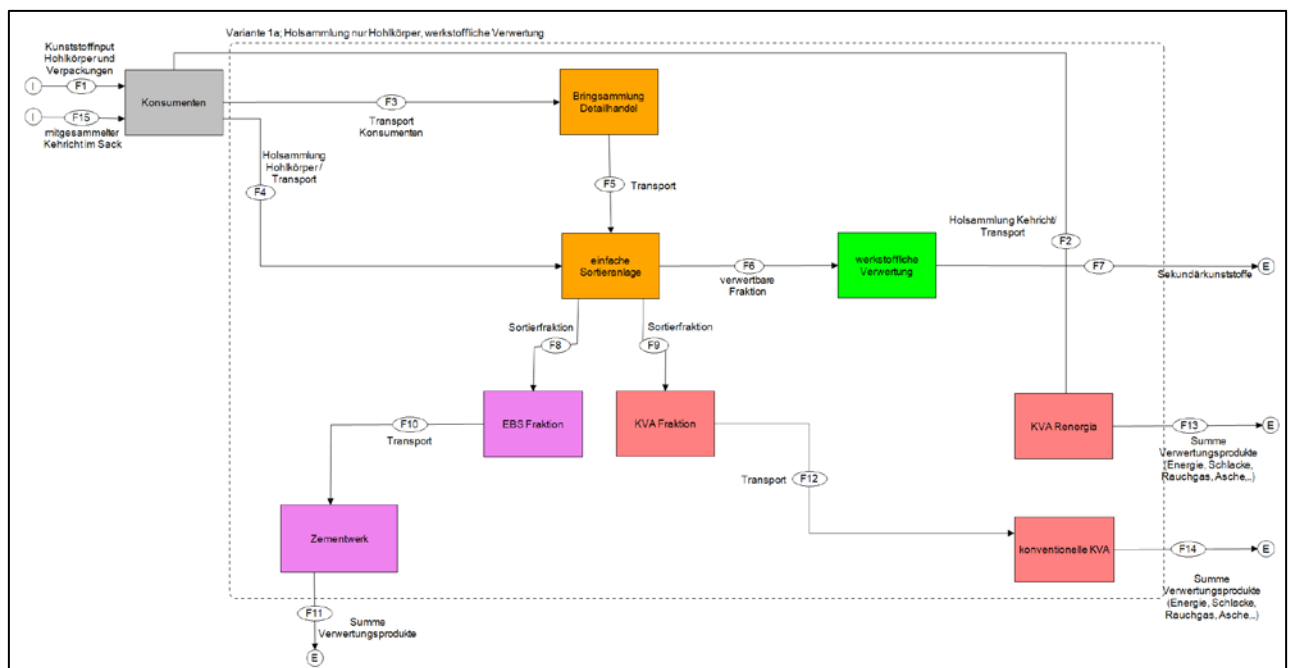 Variante 1a; Holsammlung nur Hohlkörper, werkstoffliche Verwertung
Kunststoffinput
Hohlkörper und
Verpackungen
I
F1
Konsumenten
I
F15
mitgesammelter
Kehricht im Sack
F3
Transport
Konsumenten
Bringsammlung
Detailhandel
Holsammlung
Hohlkörper /
Transport
F4
F5
Transport
Holsammlung Kehricht/
Transport
F2
einfache
Sortieranlage
F6
verwertbare
Fraktion
werkstoffliche
Verwertung
F7
E
Sekundärkunststoffe
Sortierfraktion
F8
Sortierfraktion
F9
EBS Fraktion
KVA Fraktion
F10
Transport
KVA Renergia
F13
E
Summe
Verwertungsprodukte
(Energie, Schlacke,
Rauchgas, Asche,..)
Transport
F12
Zementwerk
konventionelle KVA
F14
E
Summe
Verwertungsprodukte
(Energie, Schlacke,
Rauchgas, Asche,..)
F11
Summe
Verwertungsprodukte
E